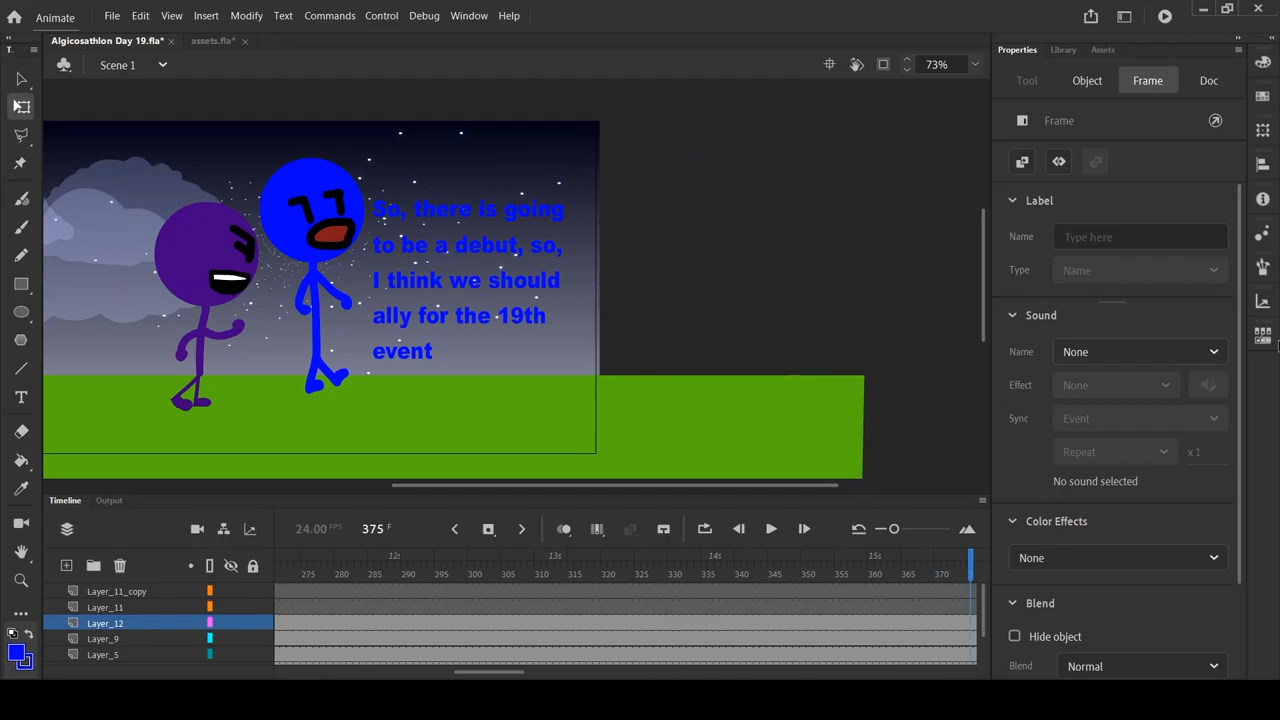 Animate File Edit View Insert Modify Text Commands Control Debug Window Help
Algicosathlon Day 19.fla* × assets.fla* ×
Scene 1 73%
So, there is going
to be a debut, so,
I think we should
ally for the 19th
event
Properties Library Assets
Tool Object Frame Doc
Frame
Label
Name Type here
Type Name
Sound
Name None
Effect None
Sync Event
Repeat x 1
No sound selected
Color Effects
None
Blend
Hide object
Blend Normal
Timeline Output
24.00 FPS 375 F
12s 13s 14s 15s
275 280 285 290 295 300 305 310 315 320 325 330 335 340 345 350 355 360 365 370
Layer_11_copy
Layer_11
Layer_12
Layer_9
Layer_5